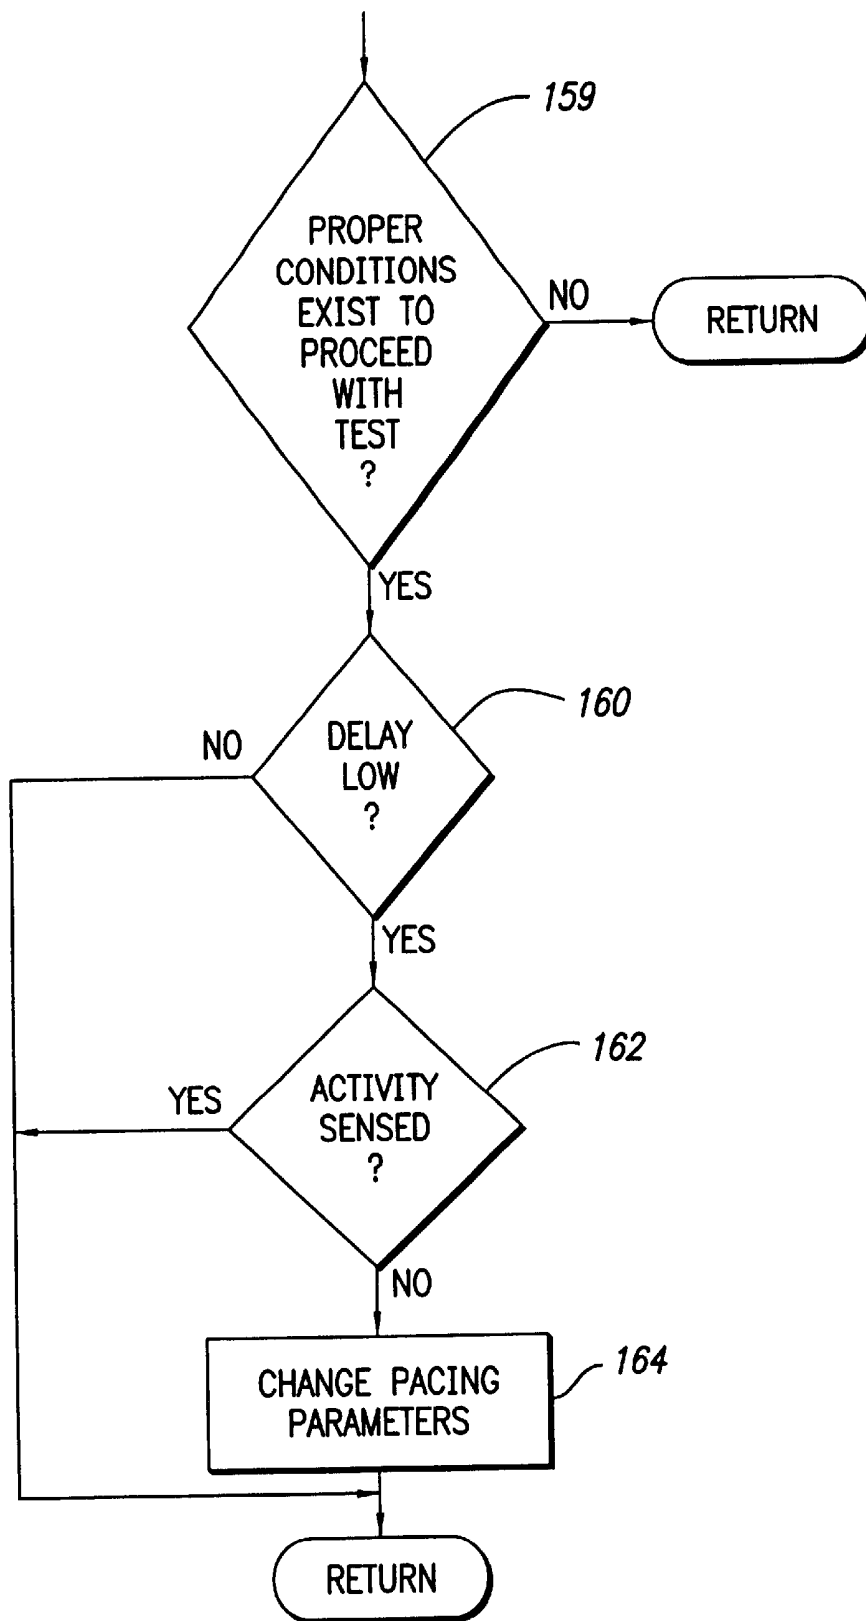 159
PROPER
CONDITIONS
EXIST TO
PROCEED
WITH
TEST
?
NO
RETURN
YES
160
DELAY
LOW
?
NO
YES
162
ACTIVITY
SENSED
?
YES
NO
164
CHANGE PACING
PARAMETERS
RETURN